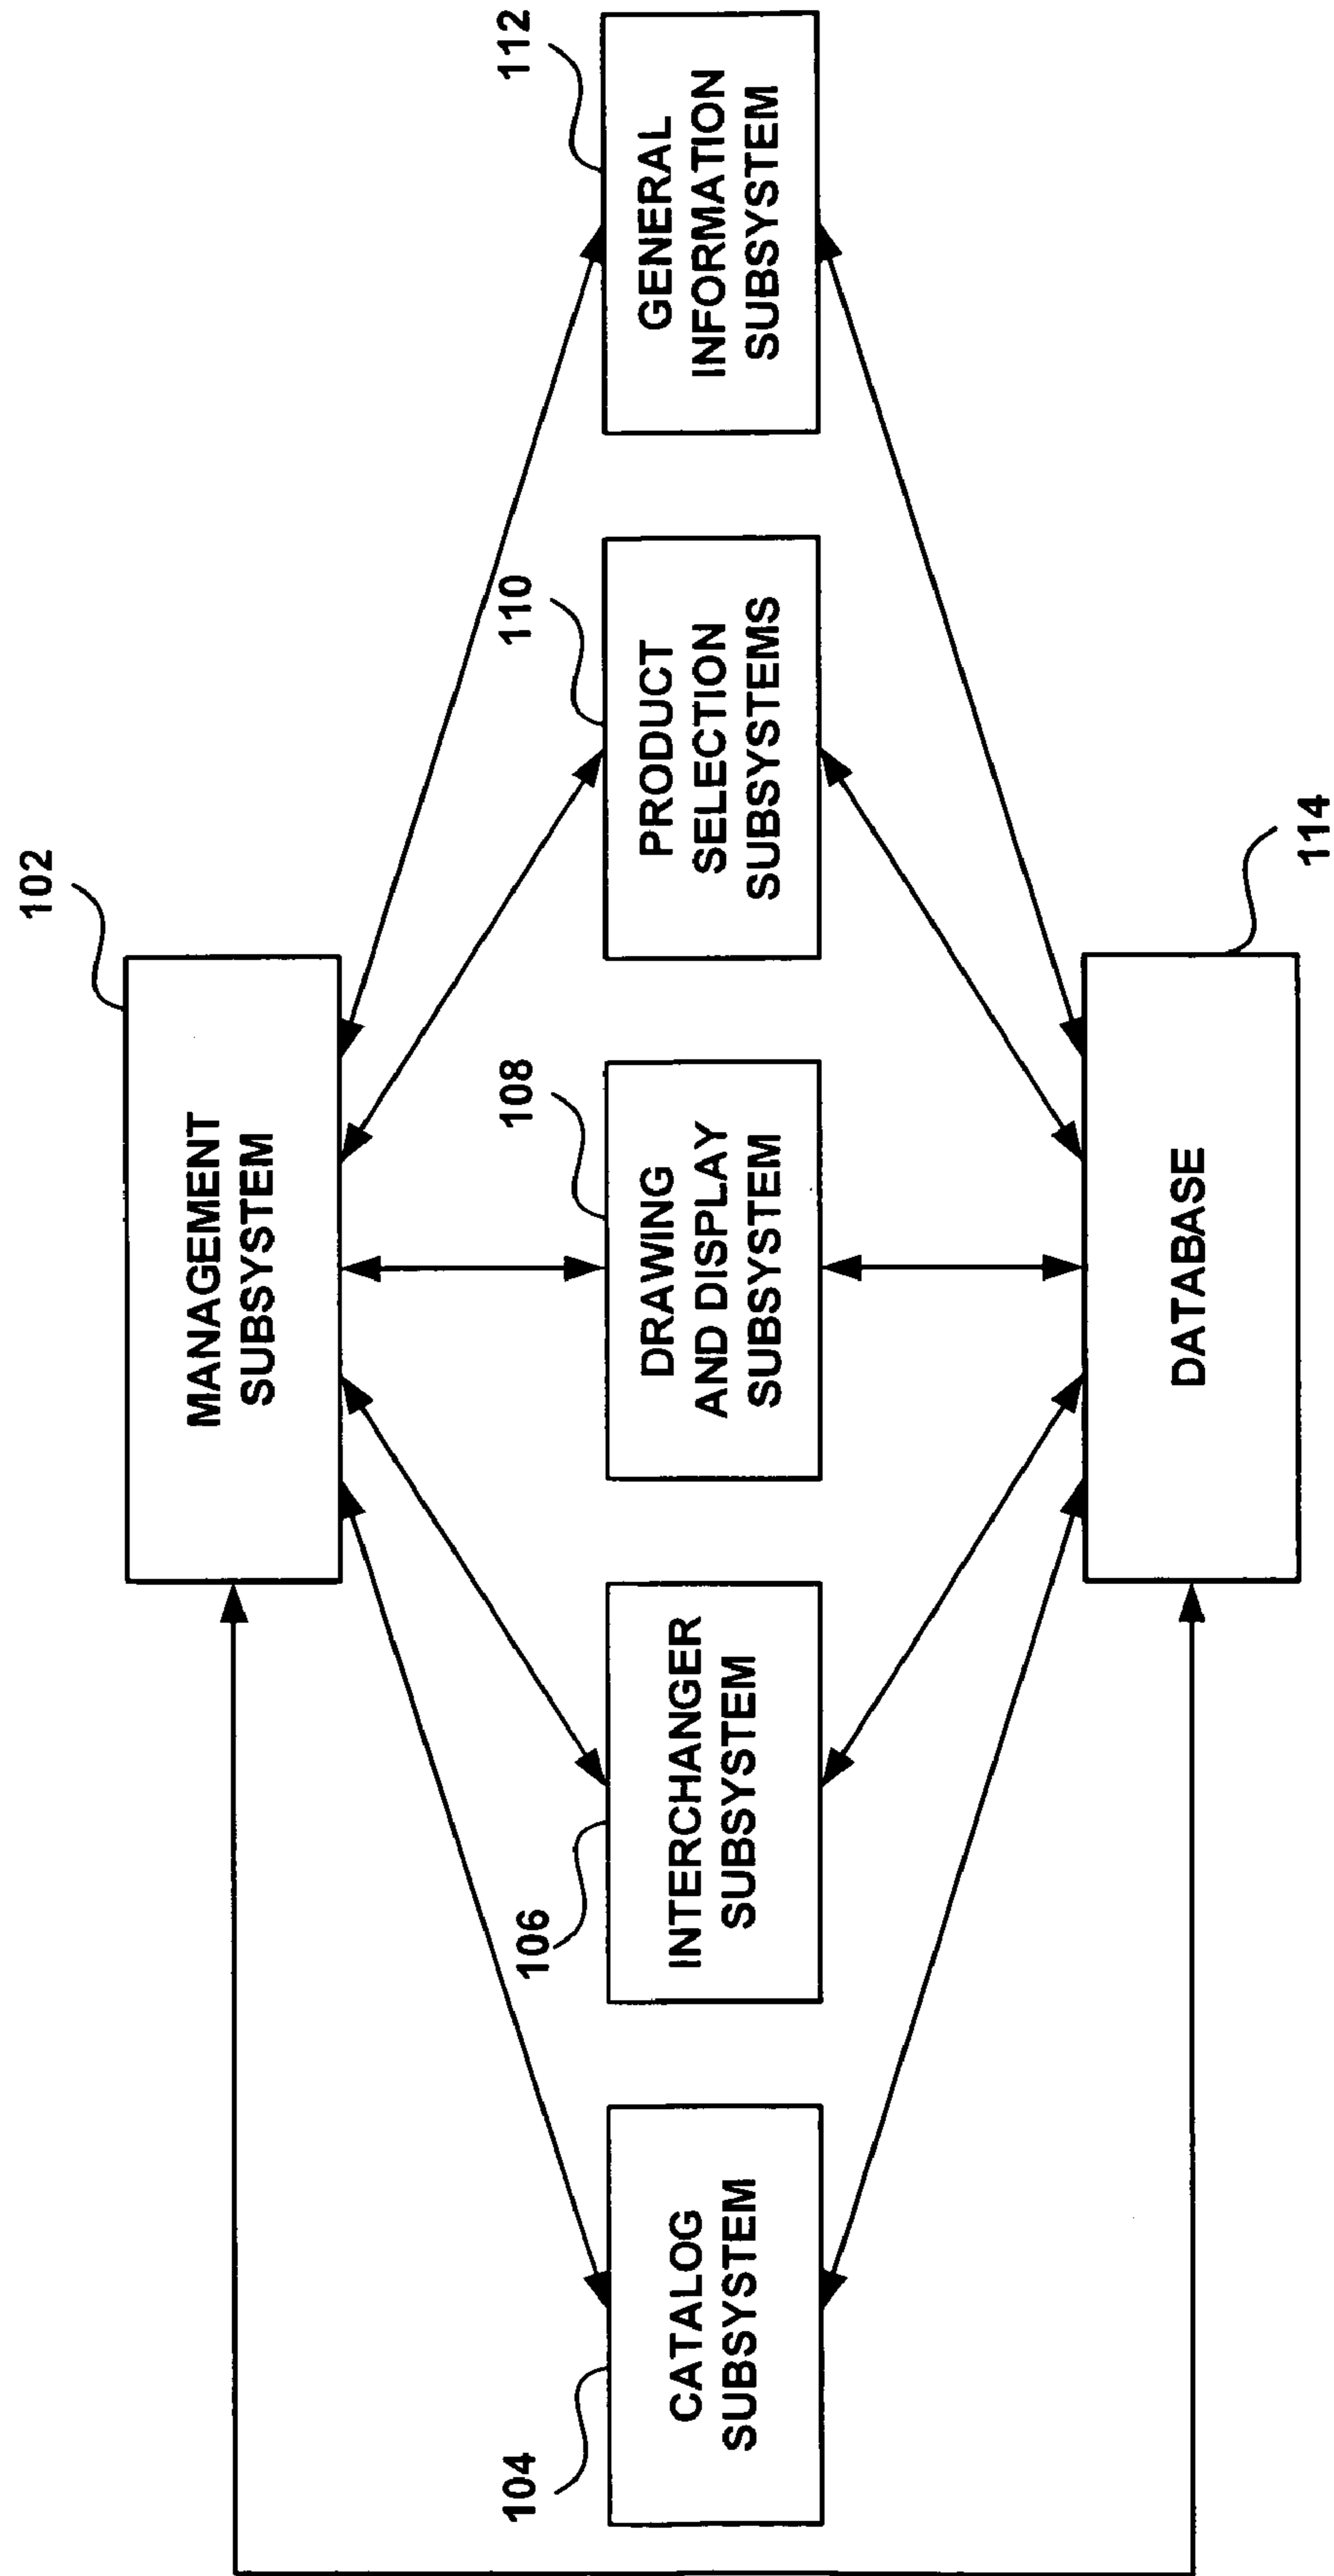 102
MANAGEMENT
SUBSYSTEM
104
CATALOG
SUBSYSTEM
106
INTERCHANGER
SUBSYSTEM
108
DRAWING
AND DISPLAY
SUBSYSTEM
110
PRODUCT
SELECTION
SUBSYSTEMS
112
GENERAL
INFORMATION
SUBSYSTEM
DATABASE
114